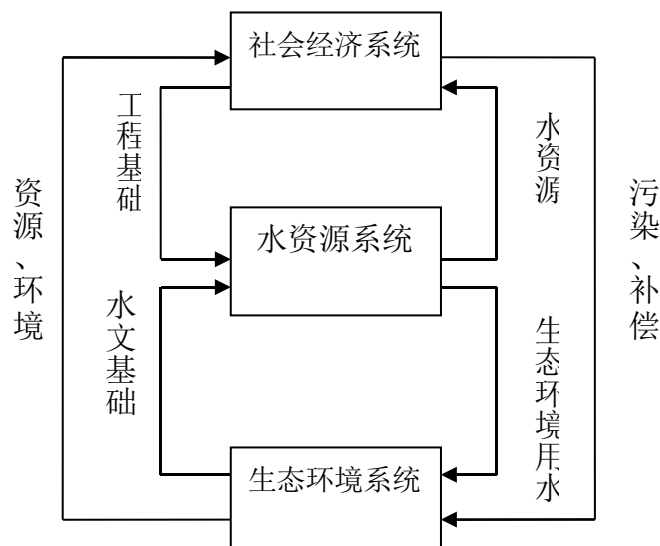 社会经济系统
工程基础
水资源
资源、环境
污染、补偿
水资源系统
水文基础
生态环境用水
生态环境系统